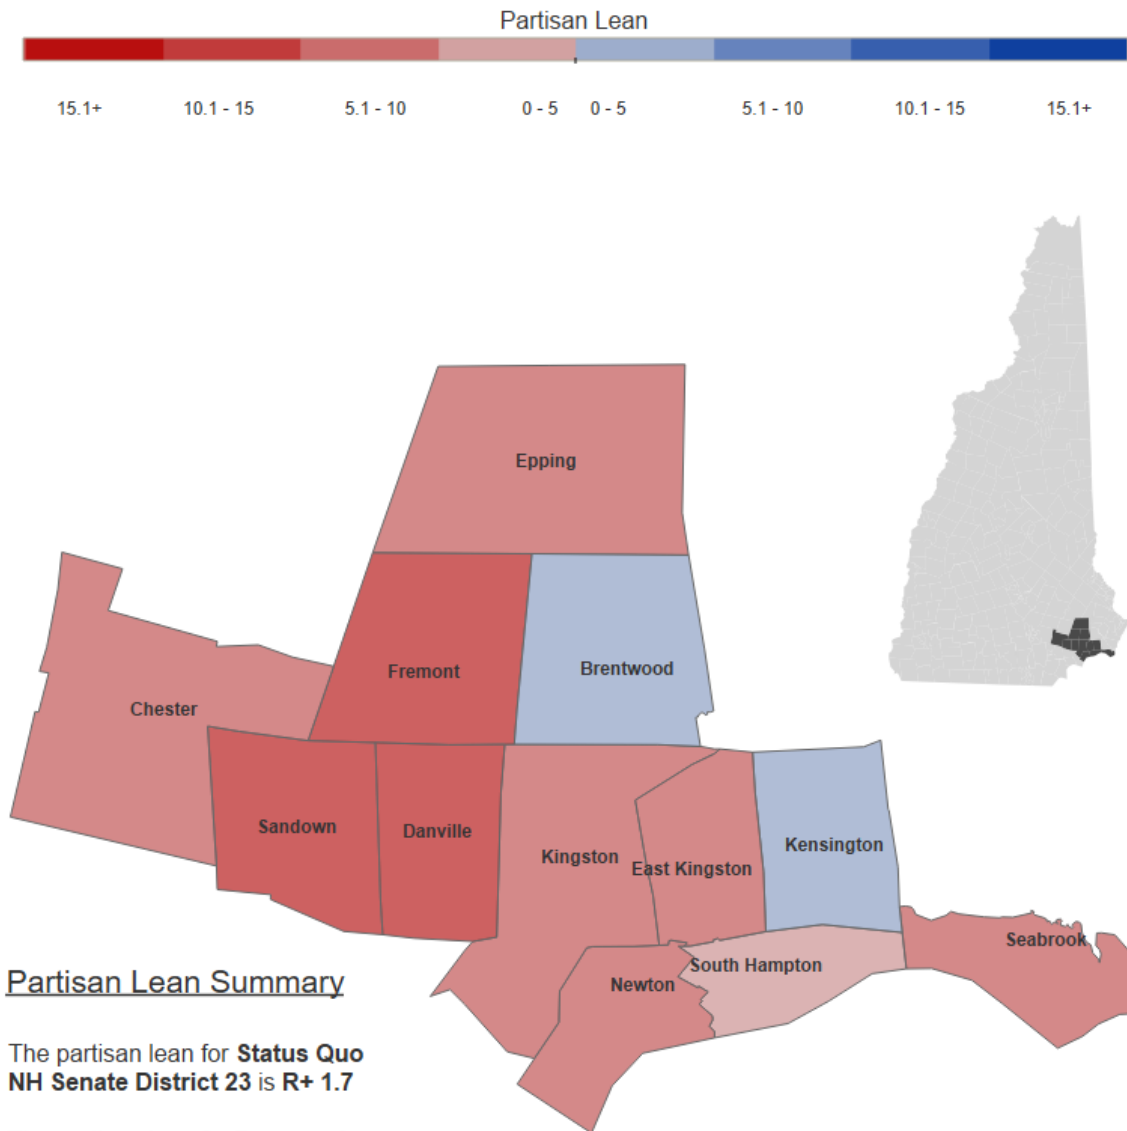 Partisan Lean
15.1+ 10.1 - 15 5.1 - 10 0 - 5 0 - 5 5.1 - 10 10.1 - 15 15.1+
Epping
Fremont
Brentwood
Chester
Sandown
Danville
Kingston
East Kingston
Kensington
Seabrook
South Hampton
Newton
Partisan Lean Summary
The partisan lean for Status Quo
NH Senate District 23 is R+ 1.7